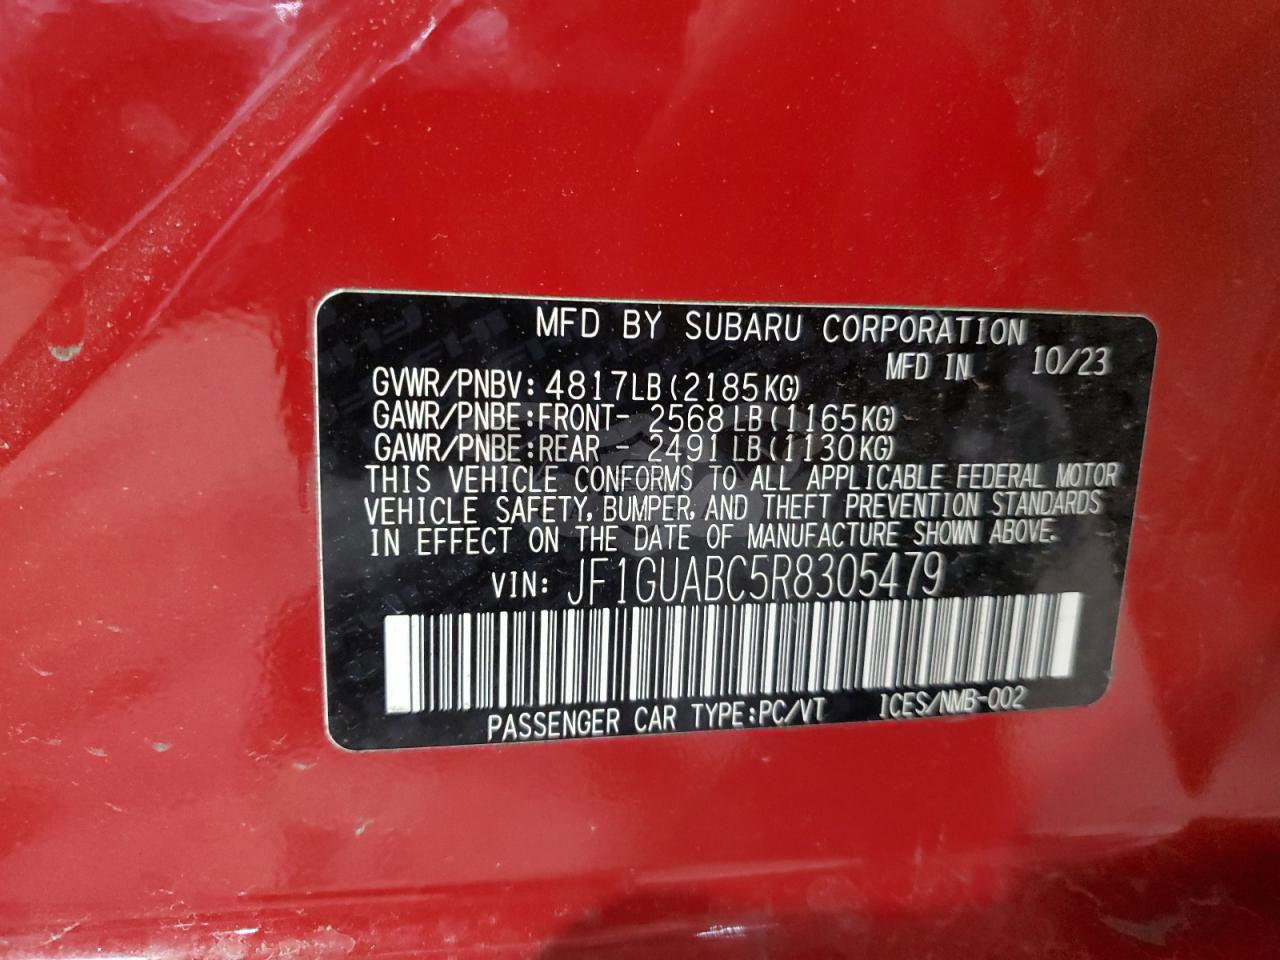 MFD BY SUBARU CORPORATION
MFD IN 10/23
GVWR/PNBV: 4817LB (2185KG)
GAWR/PNBE: FRONT- 2568 LB (1165KG)
GAWR/PNBE: REAR - 2491 LB (1130KG)
THIS VEHICLE CONFORMS TO ALL APPLICABLE FEDERAL MOTOR
VEHICLE SAFETY, BUMPER, AND THEFT PREVENTION STANDARDS
IN EFFECT ON THE DATE OF MANUFACTURE SHOWN ABOVE.
VIN: JF1GUABC5R8305479
PASSENGER CAR TYPE: PC/VT ICES/NMB-002